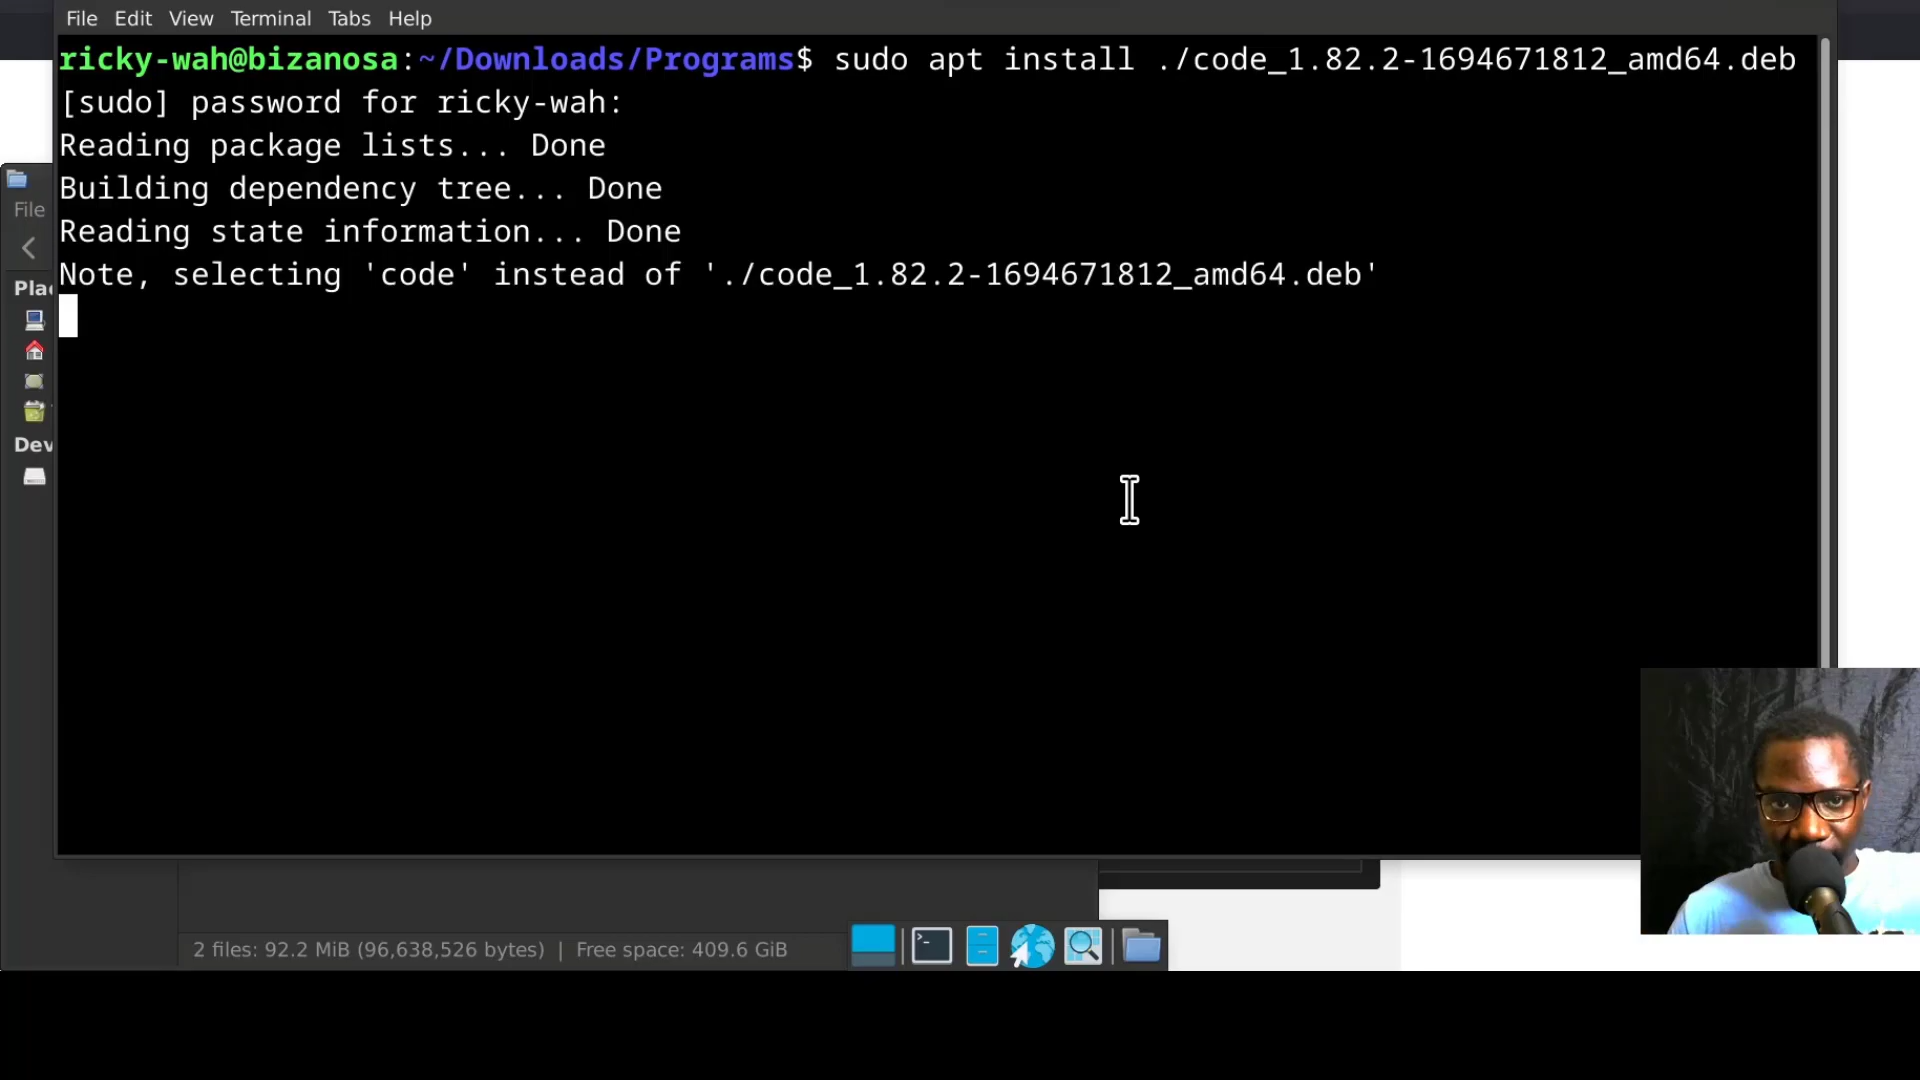 File Edit View Terminal Tabs Help
ricky-wah@bizanosa:~/Downloads/Programs$ sudo apt install ./code_1.82.2-1694671812_amd64.deb
[sudo] password for ricky-wah:
Reading package lists... Done
Building dependency tree... Done
Reading state information... Done
Note, selecting 'code' instead of './code_1.82.2-1694671812_amd64.deb'
File
Plac
Dev
2 files: 92.2 MiB (96,638,526 bytes) | Free space: 409.6 GiB